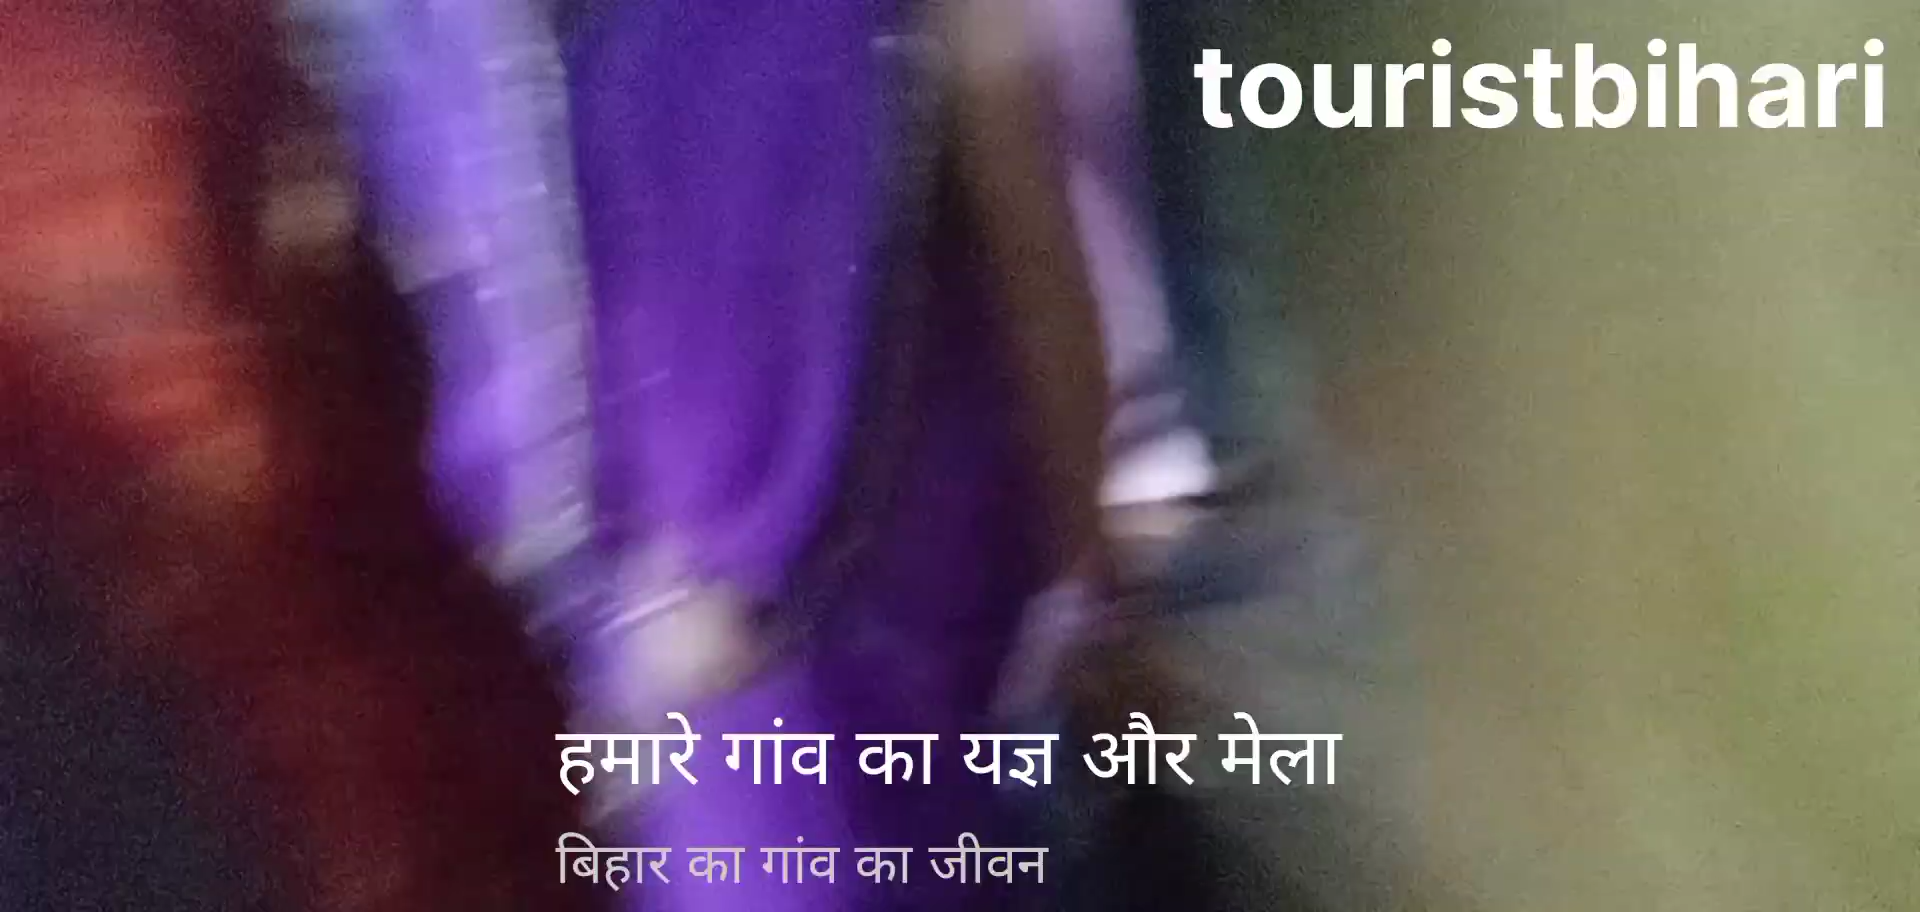 touristbihari
हमारे गांव का यज्ञ और मेला
बिहार का गांव का जीवन